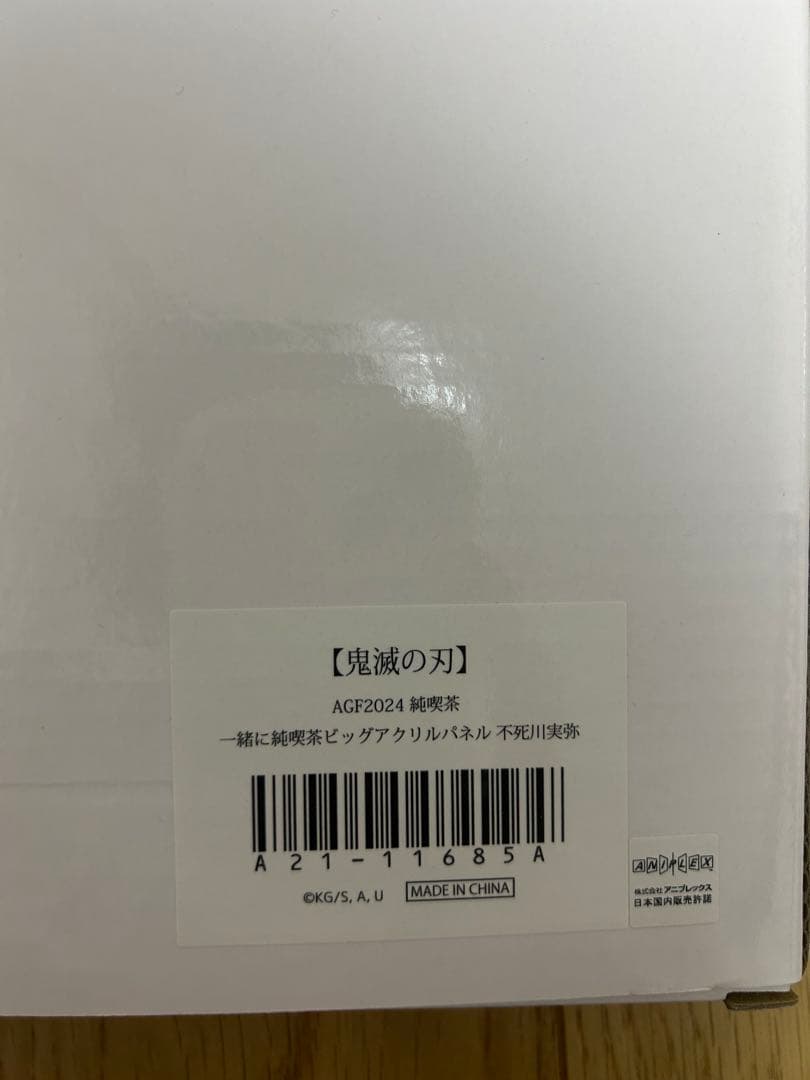 【鬼滅の刃】
AGF2024 純喫茶
一緒に純喫茶ビッグアクリルパネル 不死川実弥
A21-11685A
©KG/S, A, U MADE IN CHINA
ANIPLEX
株式会社 アニプレックス
日本国内販売許諾